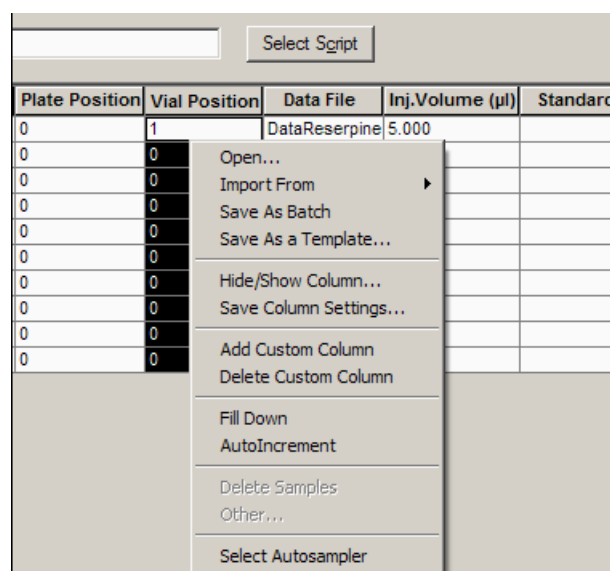 Select Script
Plate Position Vial Position Data File Inj.Volume (µl) Standard
0 1 DataReserpine 5.000
0 0
0 0
0 0
0 0
0 0
0 0
0 0
0 0
0 0
Open...
Import From
Save As Batch
Save As a Template...
Hide/Show Column...
Save Column Settings...
Add Custom Column
Delete Custom Column
Fill Down
AutoIncrement
Delete Samples
Other...
Select Autosampler